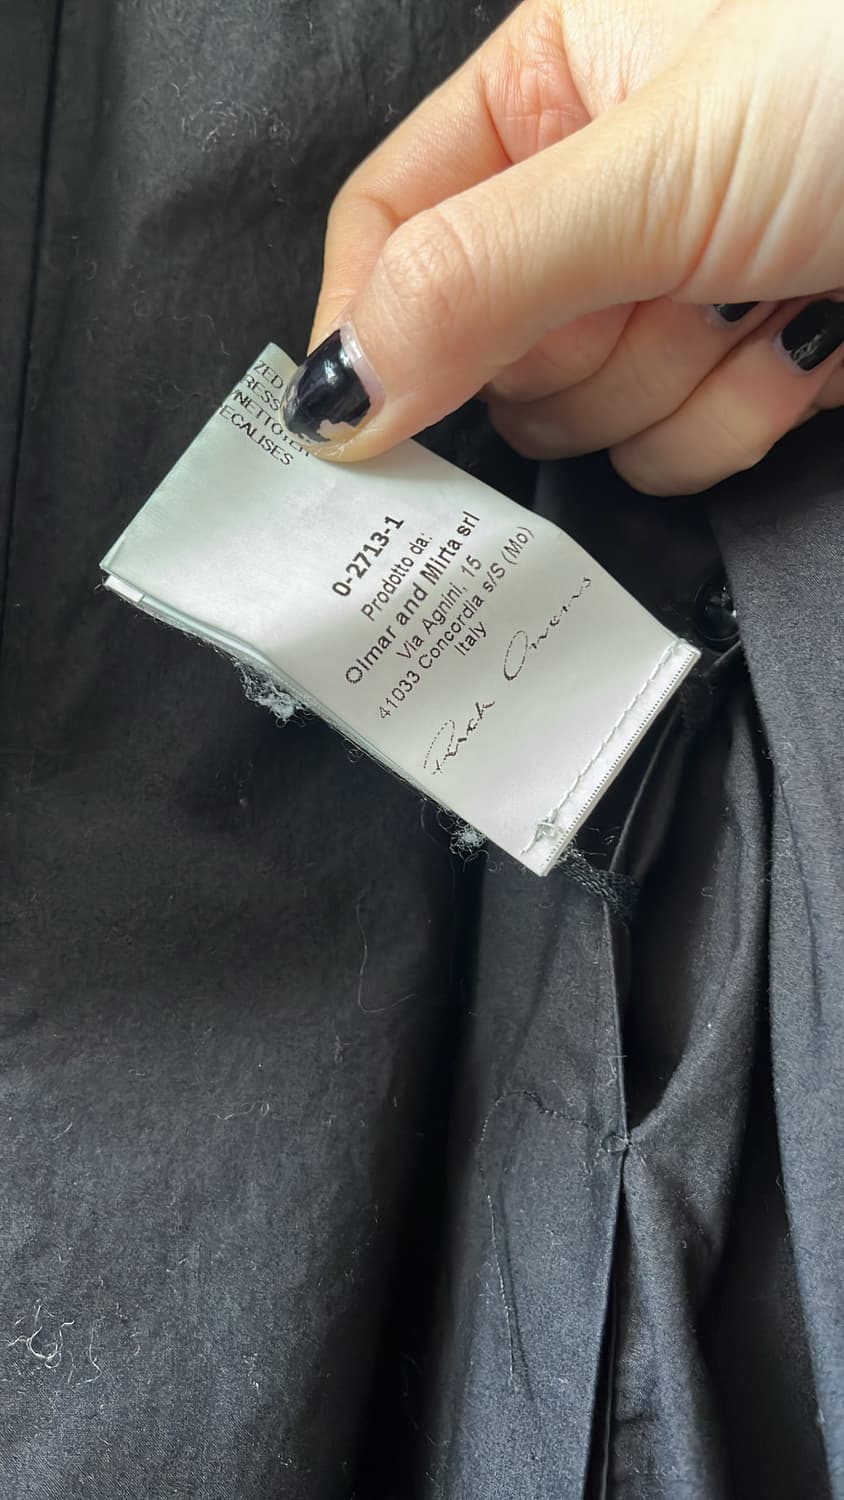 ZED
RESS
NETTOYER
ECALISES
0-2713-1
Prodotto da:
Olmar and Mirta srl
Via Agnini, 15
41033 Concordia s/S (Mo)
Italy
Rick Owens